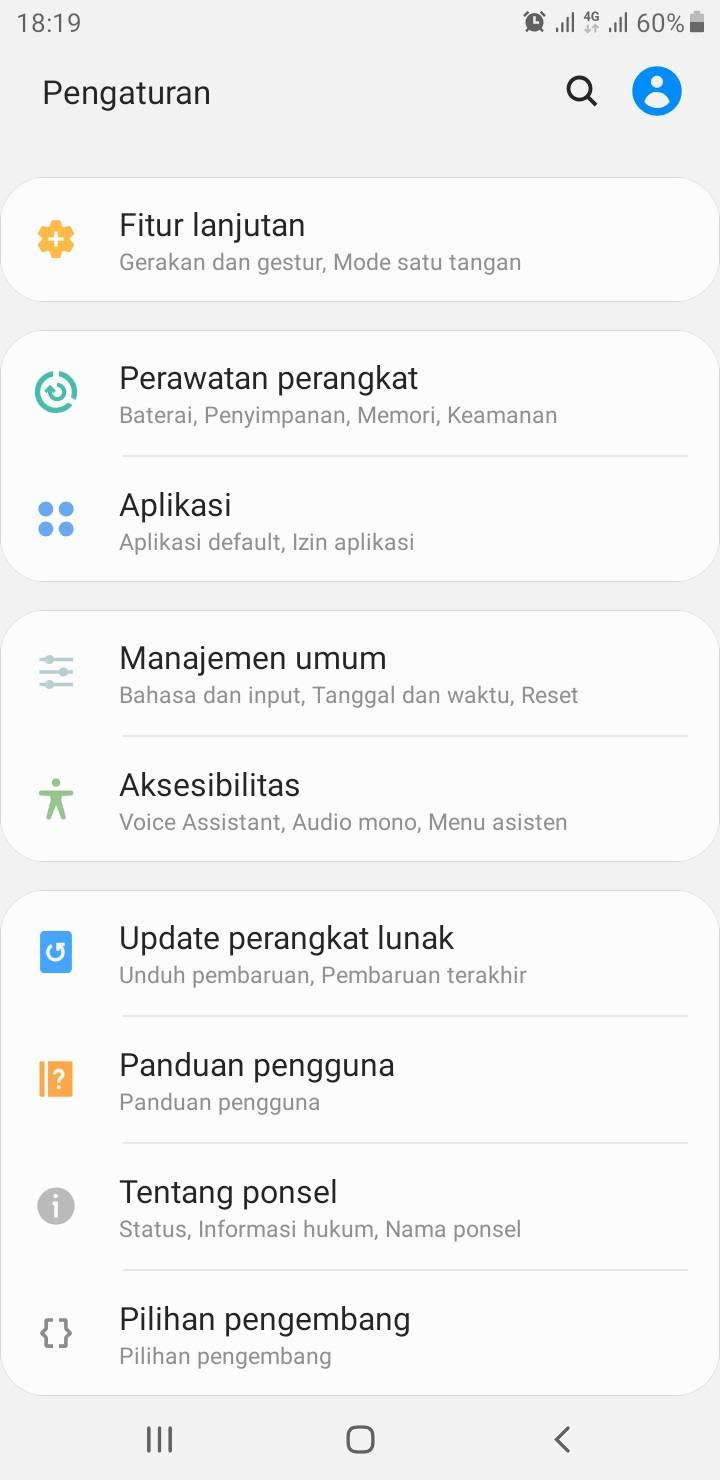 18:19
4G
60%
Pengaturan
Fitur lanjutan
Gerakan dan gestur, Mode satu tangan
Perawatan perangkat
Baterai, Penyimpanan, Memori, Keamanan
Aplikasi
Aplikasi default, Izin aplikasi
Manajemen umum
Bahasa dan input, Tanggal dan waktu, Reset
Aksesibilitas
Voice Assistant, Audio mono, Menu asisten
Update perangkat lunak
Unduh pembaruan, Pembaruan terakhir
Panduan pengguna
Panduan pengguna
Tentang ponsel
Status, Informasi hukum, Nama ponsel
Pilihan pengembang
Pilihan pengembang